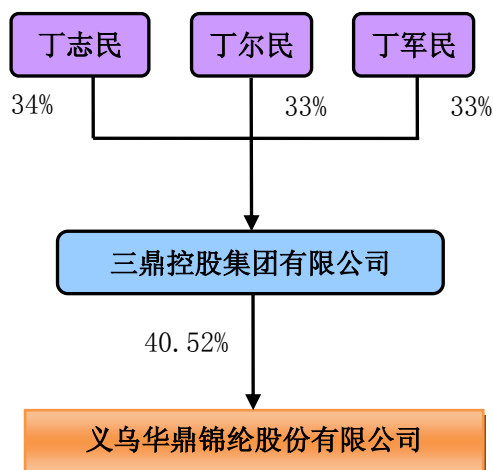 丁志民 丁尔民 丁军民
34% 33% 33%
三鼎控股集团有限公司
40.52%
义乌华鼎锦纶股份有限公司